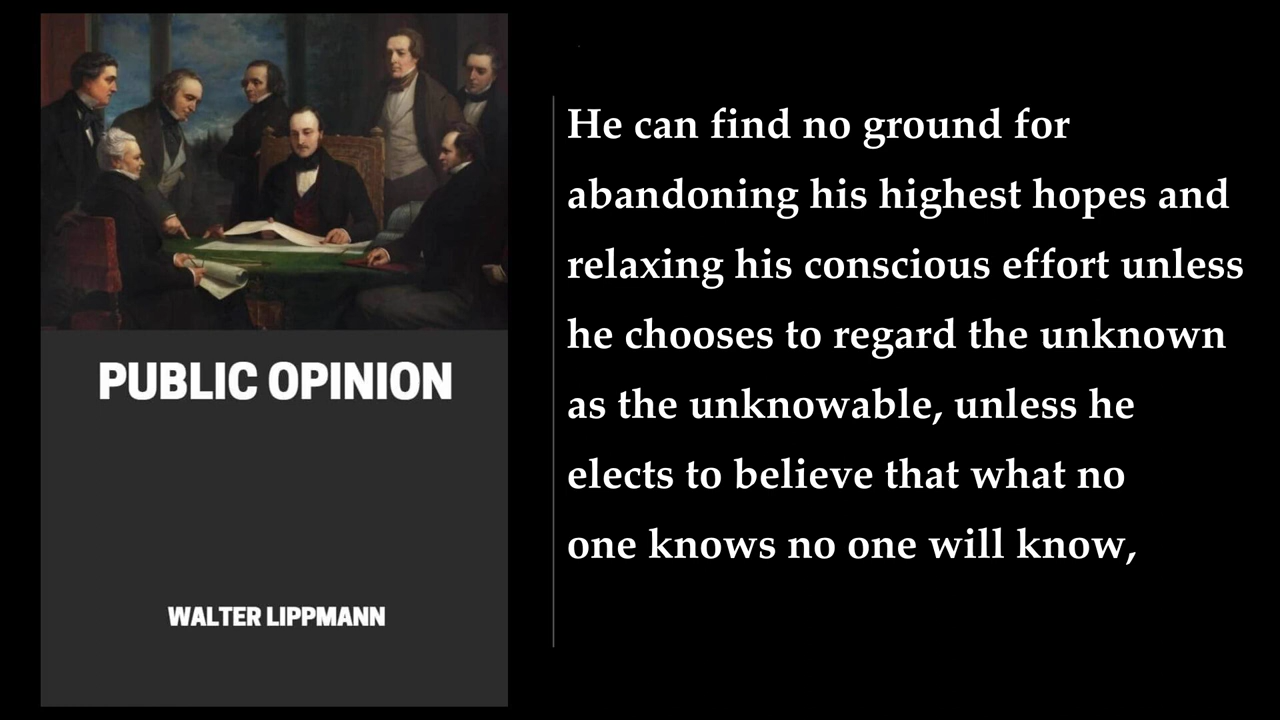 PUBLIC OPINION
WALTER LIPPMANN
He can find no ground for
abandoning his highest hopes and
relaxing his conscious effort unless
he chooses to regard the unknown
as the unknowable, unless he
elects to believe that what no
one knows no one will know,